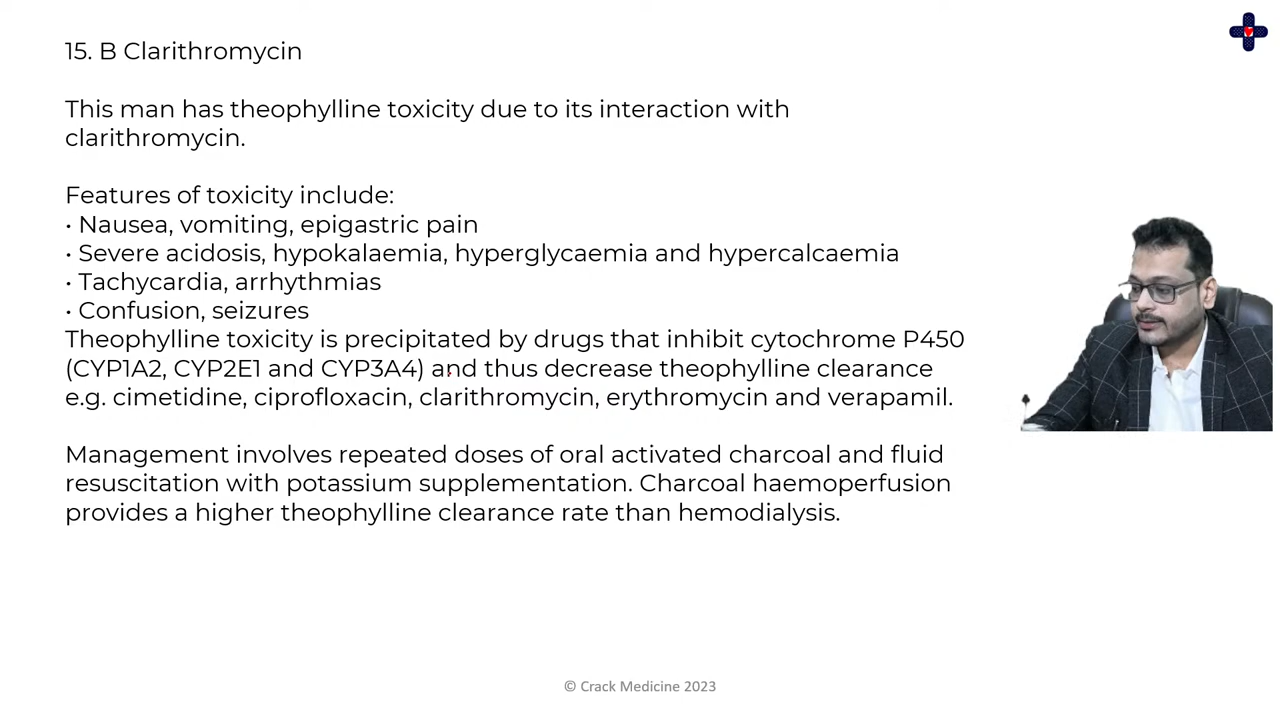 15. B Clarithromycin
This man has theophylline toxicity due to its interaction with
clarithromycin.
Features of toxicity include:
• Nausea, vomiting, epigastric pain
• Severe acidosis, hypokalaemia, hyperglycaemia and hypercalcaemia
• Tachycardia, arrhythmias
• Confusion, seizures
Theophylline toxicity is precipitated by drugs that inhibit cytochrome P450
(CYP1A2, CYP2E1 and CYP3A4) and thus decrease theophylline clearance
e.g. cimetidine, ciprofloxacin, clarithromycin, erythromycin and verapamil.
Management involves repeated doses of oral activated charcoal and fluid
resuscitation with potassium supplementation. Charcoal haemoperfusion
provides a higher theophylline clearance rate than hemodialysis.
© Crack Medicine 2023